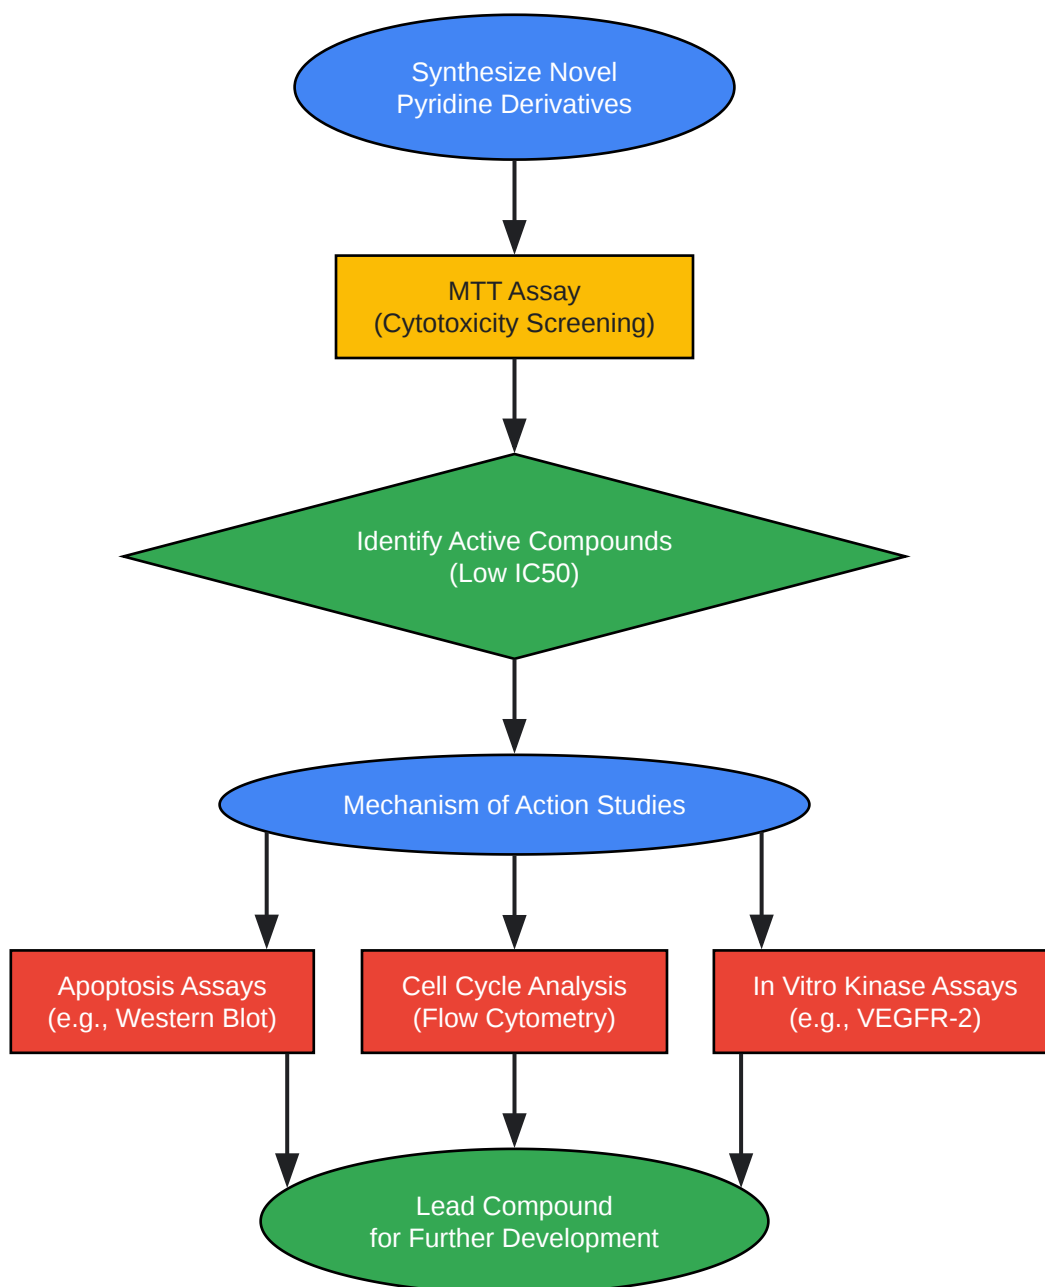 Synthesize Novel
Pyridine Derivatives
MTT Assay
(Cytotoxicity Screening)
Identify Active Compounds
(Low IC50)
Mechanism of Action Studies
Apoptosis Assays
(e.g., Western Blot)
Cell Cycle Analysis
(Flow Cytometry)
In Vitro Kinase Assays
(e.g., VEGFR-2)
Lead Compound
for Further Development